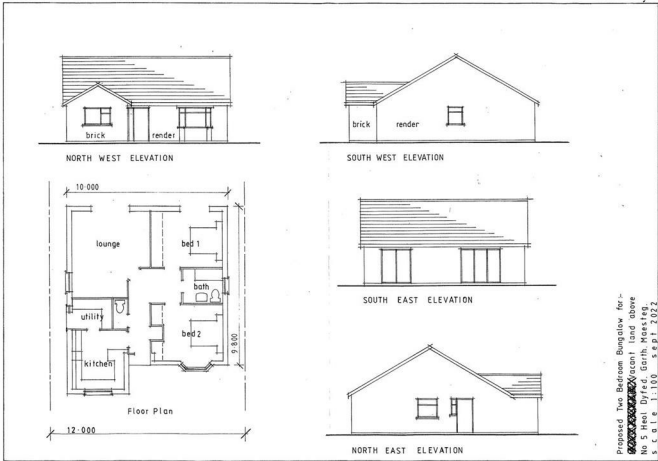 brick
render
NORTH WEST ELEVATION
brick
render
SOUTH WEST ELEVATION
10·000
lounge
bed 1
bath
utility
bed 2
kitchen
9·800
Floor Plan
12·000
SOUTH EAST ELEVATION
NORTH EAST ELEVATION
Proposed Two Bedroom Bungalow for:-
Vacant land above
No 5 Heol Dyfed, Garth Maesteg.
scale 1:100 sept 2022